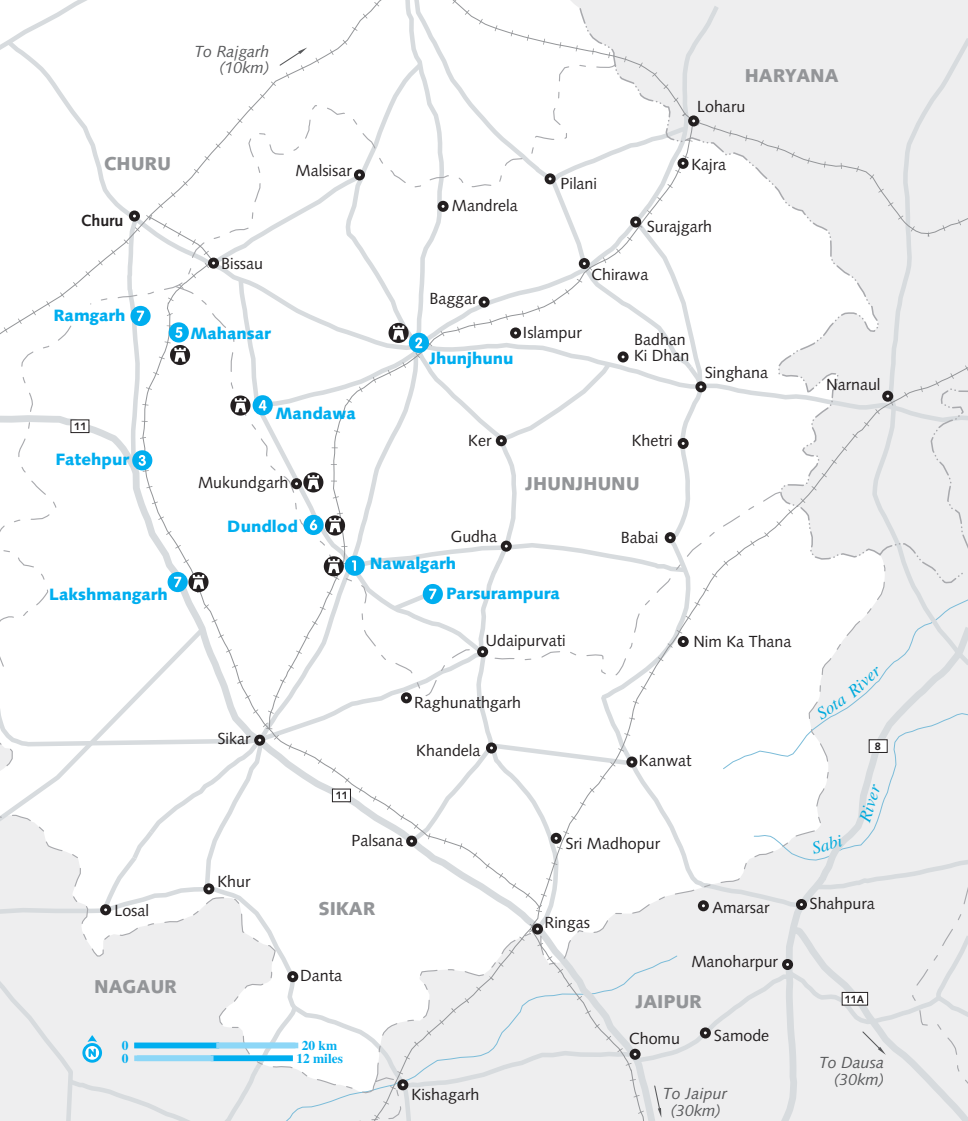 To Rajgarh
(10km)
HARYANA
Loharu
CHURU
Malsisar
Kajra
Pilani
Mandrela
Churu
Surajgarh
Bissau
Chirawa
Baggar
Ramgarh 7
5 Mahansar
Islampur
2
Jhunjhunu
Badhan
Ki Dhan
Singhana
Narnaul
4
Mandawa
11
Ker
Khetri
Fatehpur 3
Mukundgarh
JHUNJHUNU
Dundlod 6
Gudha
Babai
1 Nawalgarh
7
Lakshmangarh
7 Parsurampura
Udaipurvati
Nim Ka Thana
Raghunathgarh
Sota River
Sikar
Khandela
Kanwat
8
11
Palsana
Sri Madhopur
Sabi
River
Khur
Losal
SIKAR
Amarsar
Shahpura
Ringas
Manoharpur
Danta
NAGAUR
JAIPUR
11A
Samode
Chomu
N
0 20 km
0 12 miles
To Dausa
(30km)
Kishagarh
To Jaipur
(30km)